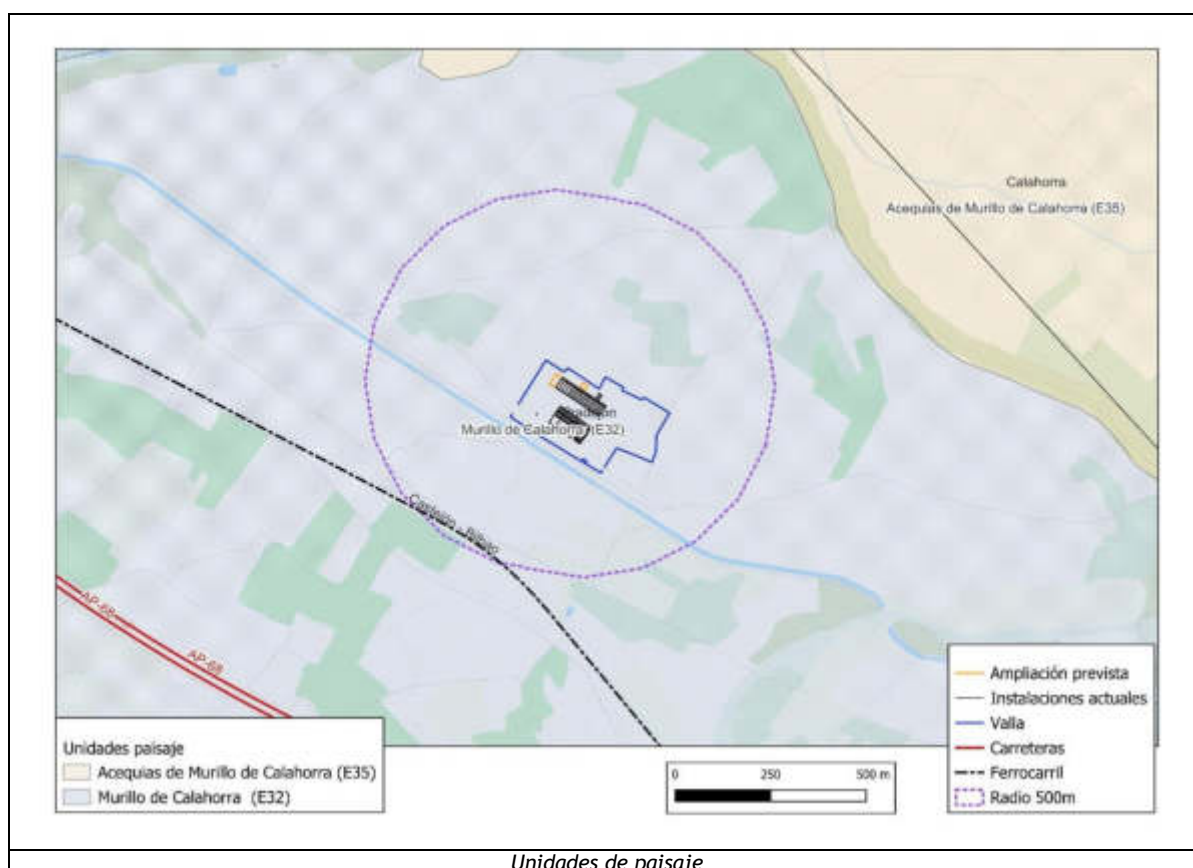 Calahorra
Acequias de Murillo de Calahorra (E35)
Murillo de Calahorra (E32)
Castejón - Bilbao
AP-68
AP-68
Unidades paisaje
Acequias de Murillo de Calahorra (E35)
Murillo de Calahorra (E32)
0 250 500 m
Ampliación prevista
Instalaciones actuales
Valla
Carreteras
Ferrocarril
Radio 500m
Unidades de paisaje